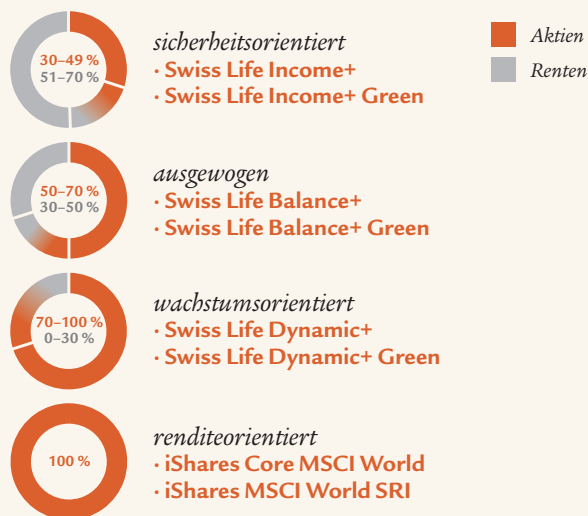 30–49 %
51–70 %
sicherheitsorientiert
· Swiss Life Income+
· Swiss Life Income+ Green
Aktien
Renten
50–70 %
30–50 %
ausgewogen
· Swiss Life Balance+
· Swiss Life Balance+ Green
70–100 %
0–30 %
wachstumsorientiert
· Swiss Life Dynamic+
· Swiss Life Dynamic+ Green
100 %
renditeorientiert
· iShares Core MSCI World
· iShares MSCI World SRI